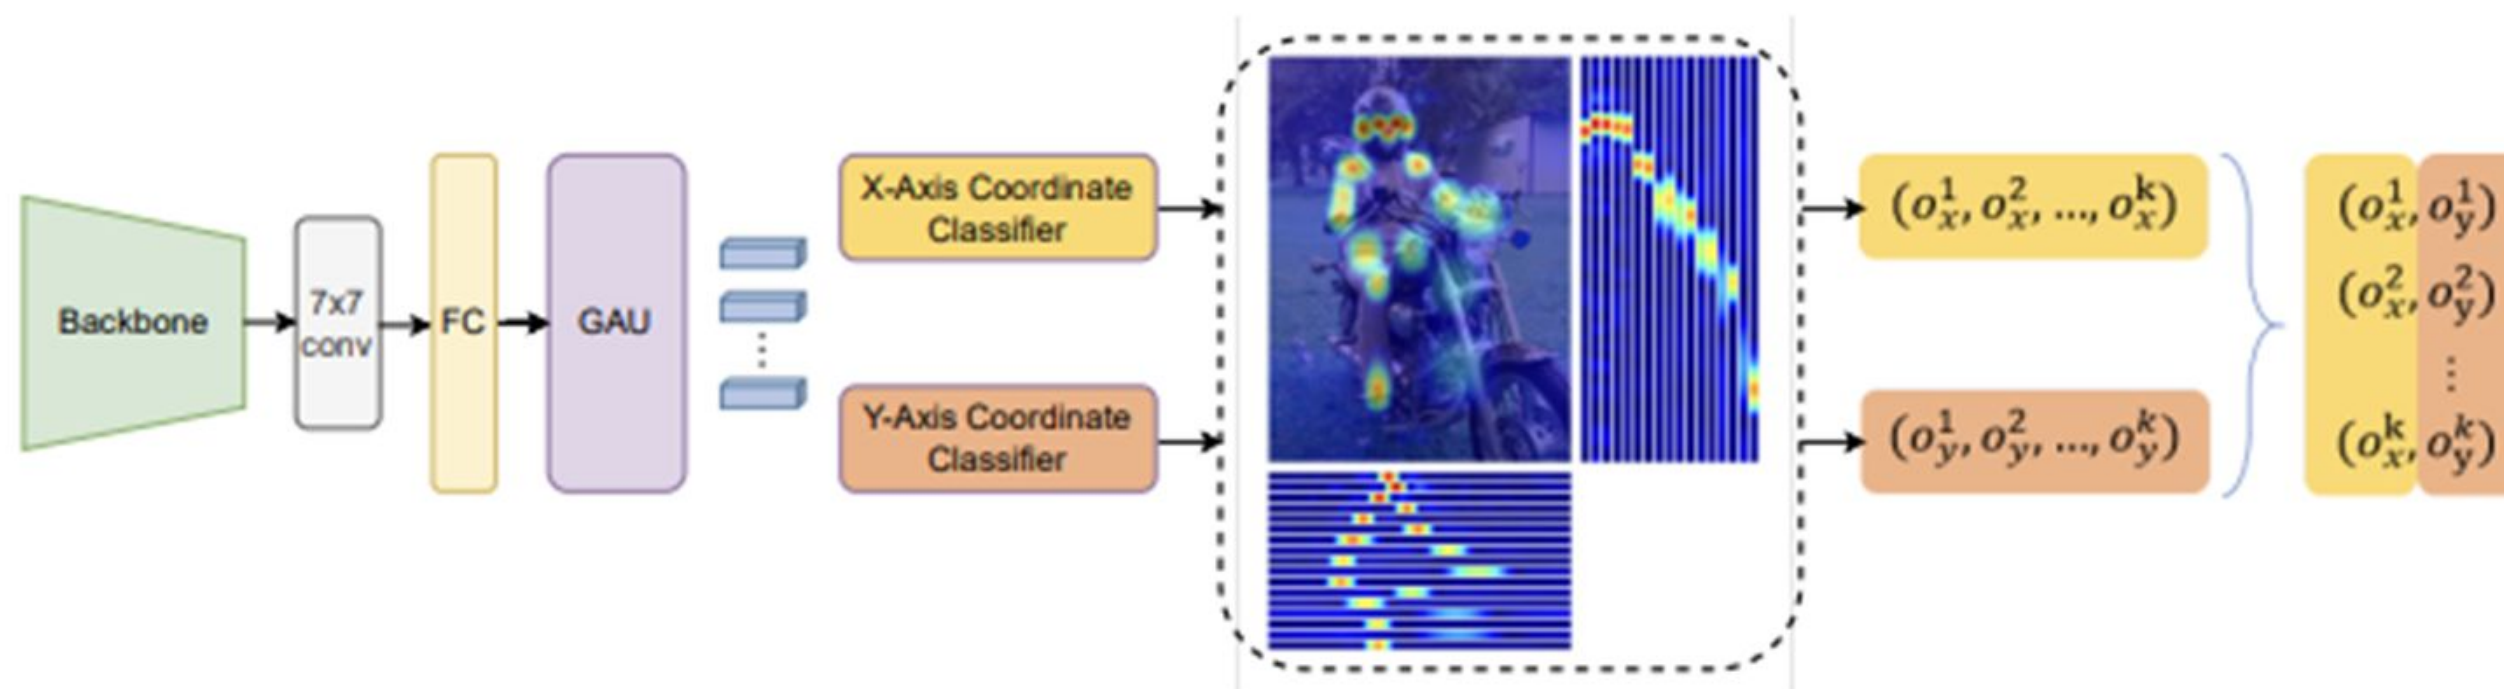 Backbone
7x7
conv
FC
GAU
⋮
X-Axis Coordinate
Classifier
Y-Axis Coordinate
Classifier
(o_x^1, o_x^2, ..., o_x^k)
(o_y^1, o_y^2, ..., o_y^k)
(o_x^1, o_y^1)
(o_x^2, o_y^2)
⋮
(o_x^k, o_y^k)